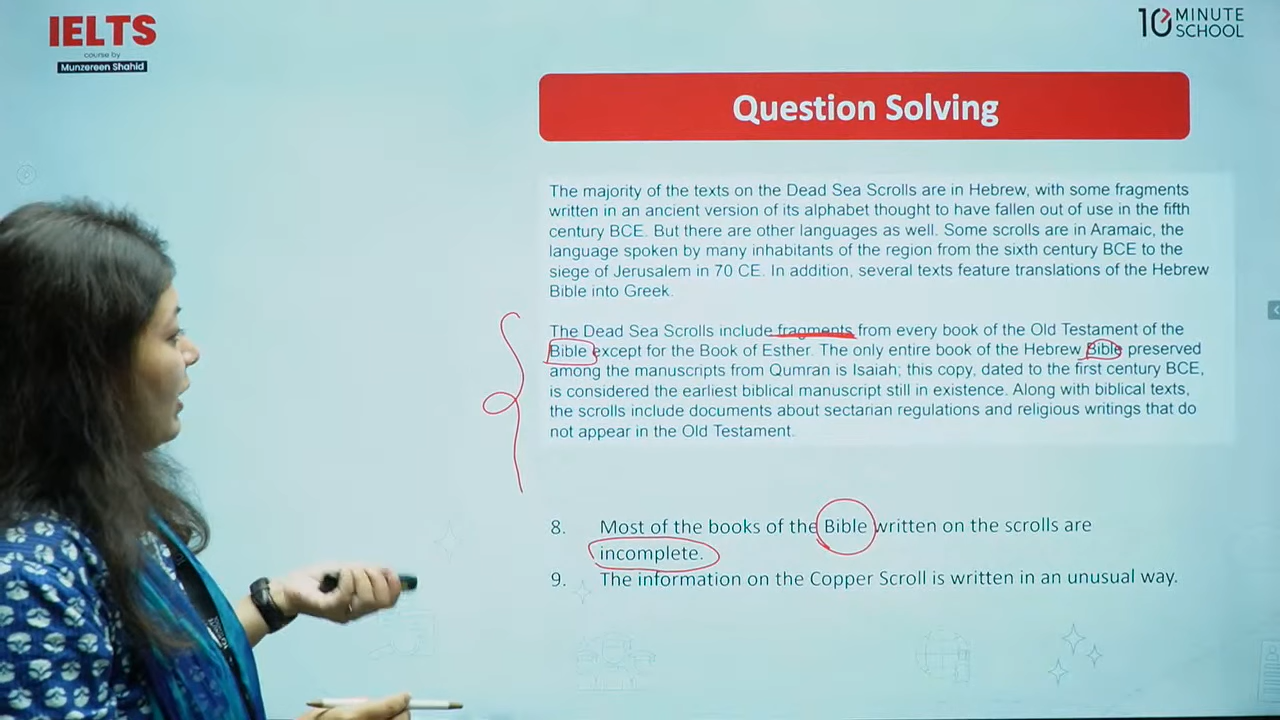 IELTS
course by
Munzereen Shahid
10 MINUTE
SCHOOL
Question Solving
The majority of the texts on the Dead Sea Scrolls are in Hebrew, with some fragments
written in an ancient version of its alphabet thought to have fallen out of use in the fifth
century BCE. But there are other languages as well. Some scrolls are in Aramaic, the
language spoken by many inhabitants of the region from the sixth century BCE to the
siege of Jerusalem in 70 CE. In addition, several texts feature translations of the Hebrew
Bible into Greek.
The Dead Sea Scrolls include fragments from every book of the Old Testament of the
Bible except for the Book of Esther. The only entire book of the Hebrew Bible preserved
among the manuscripts from Qumran is Isaiah; this copy, dated to the first century BCE,
is considered the earliest biblical manuscript still in existence. Along with biblical texts,
the scrolls include documents about sectarian regulations and religious writings that do
not appear in the Old Testament.
8. Most of the books of the Bible written on the scrolls are
incomplete.
9. The information on the Copper Scroll is written in an unusual way.